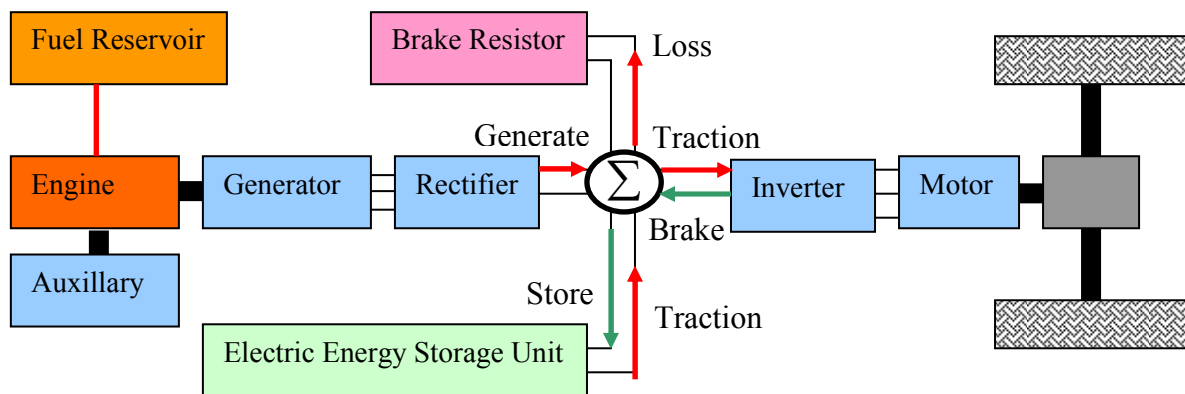 Fuel Reservoir
Brake Resistor
Loss
Generate
Traction
Engine
Generator
Rectifier
Σ
Inverter
Motor
Brake
Auxillary
Store
Traction
Electric Energy Storage Unit